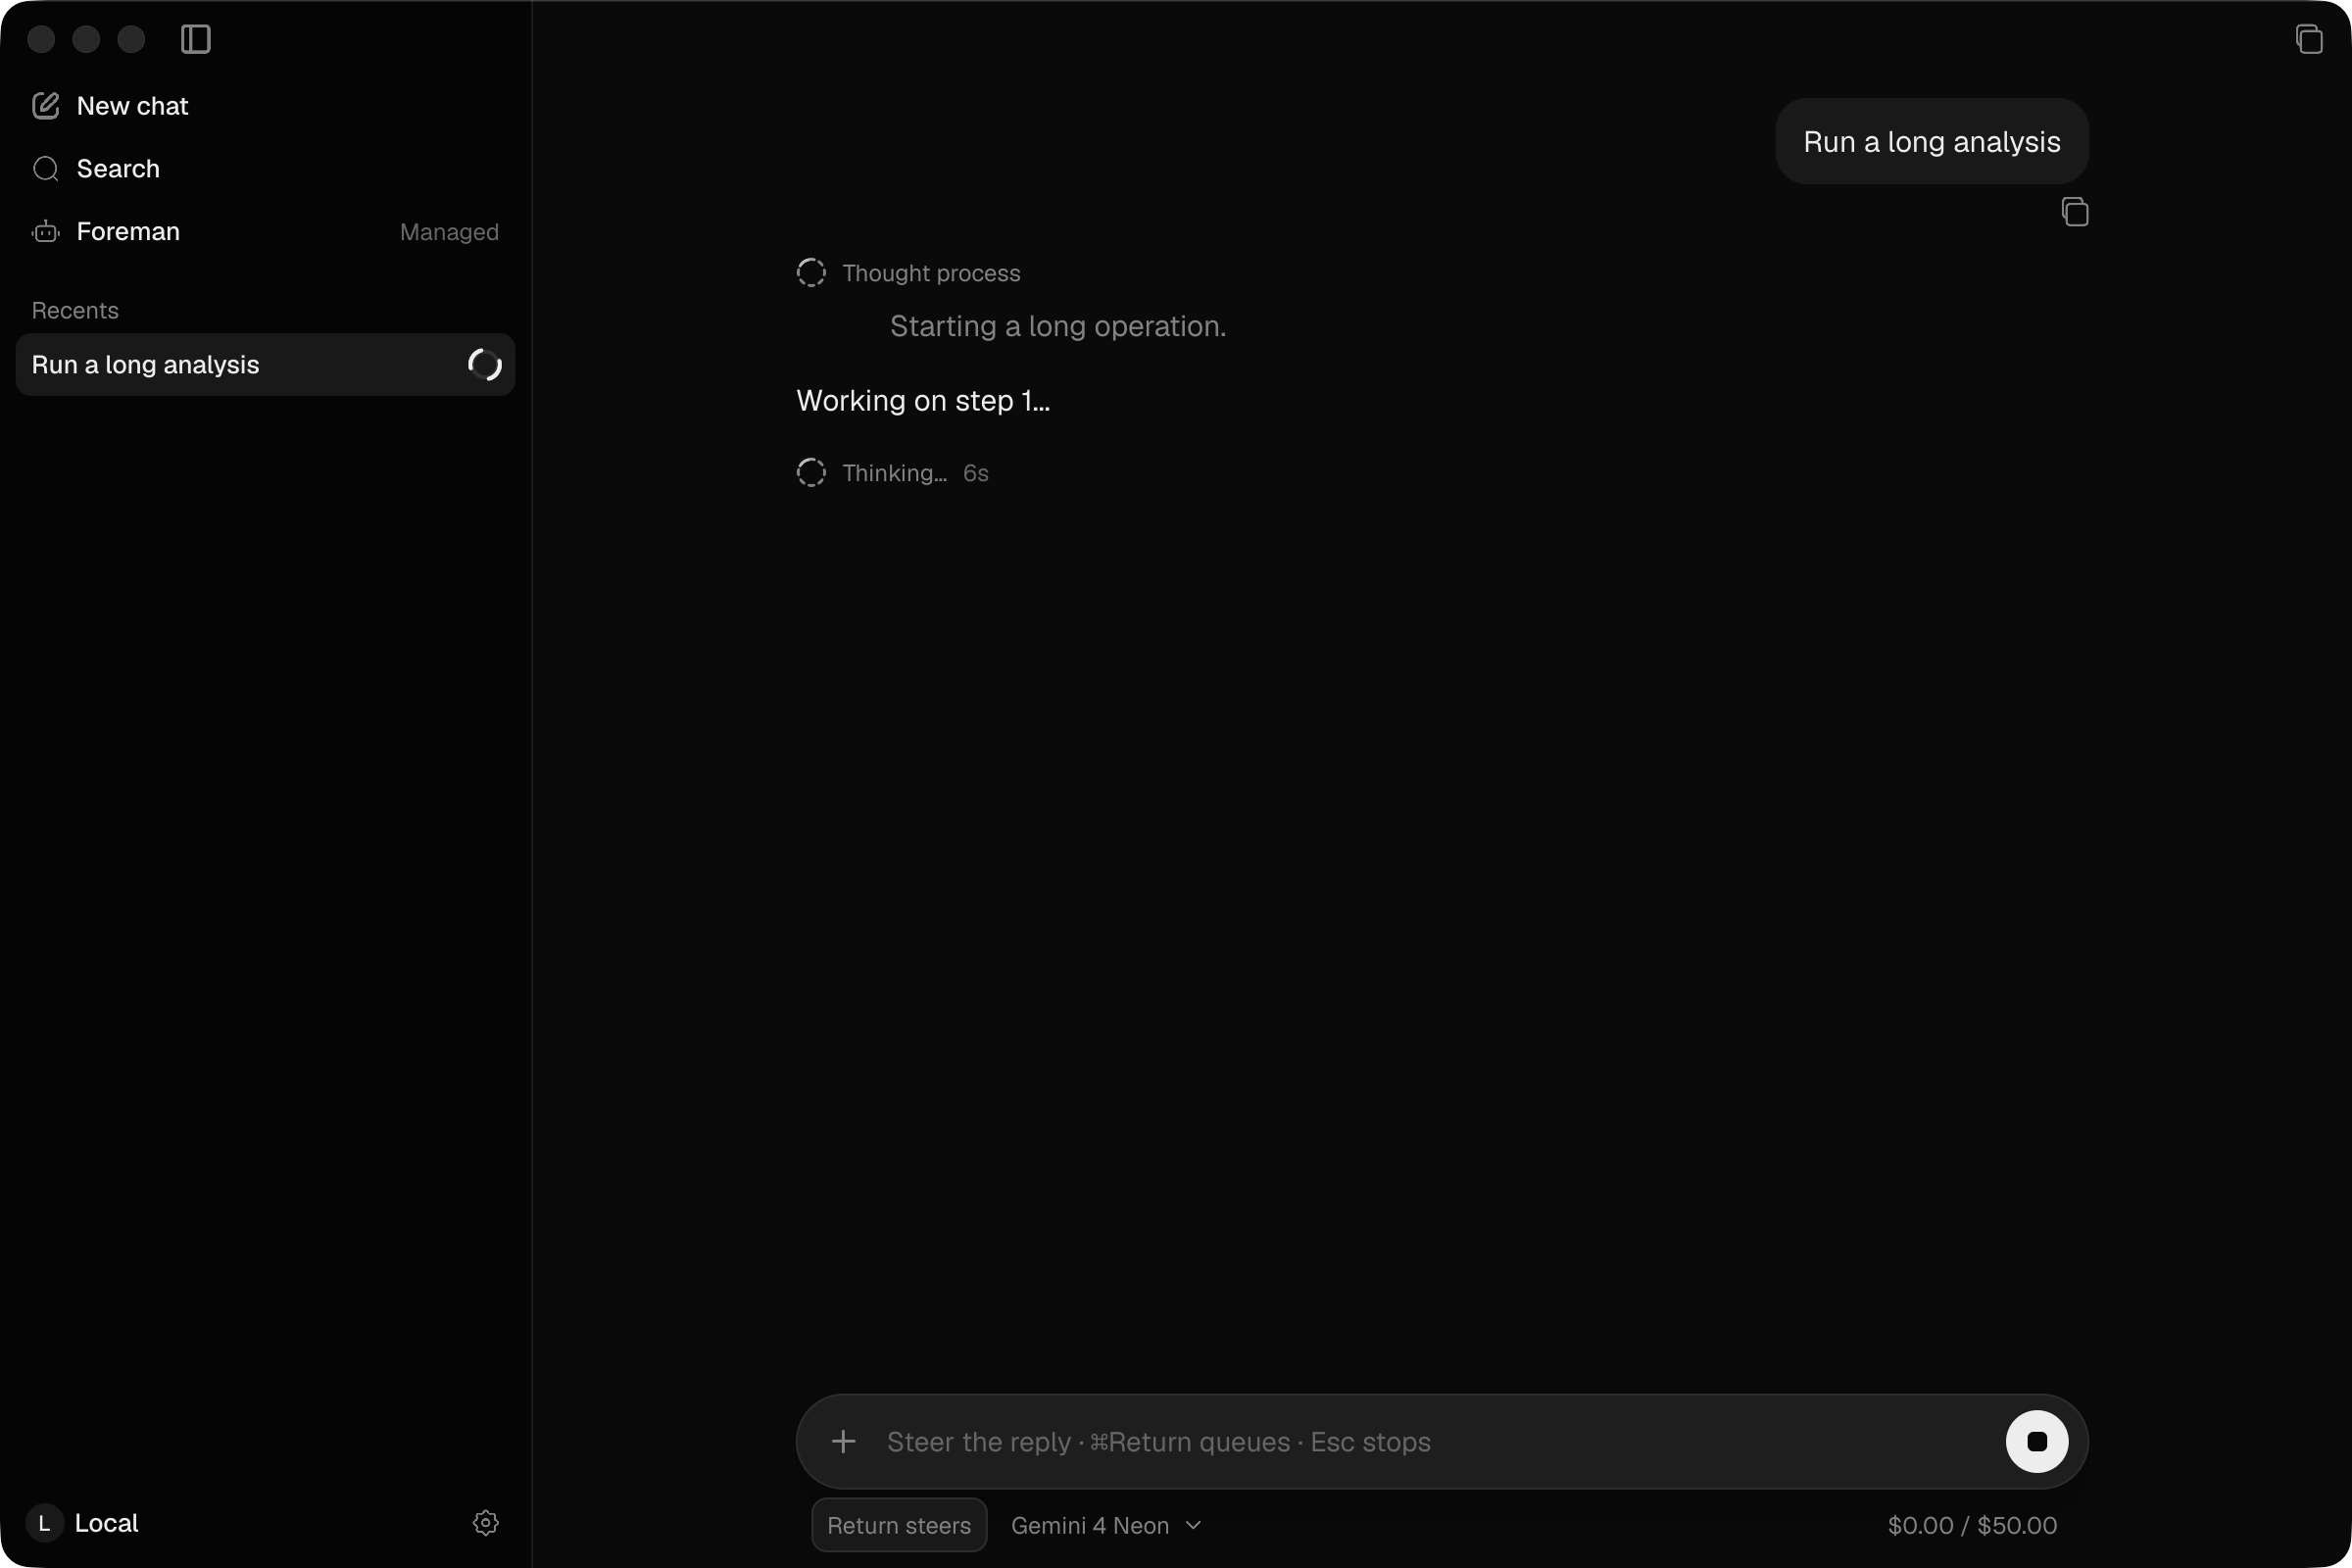 New chat
Search
Foreman Managed
Recents
Run a long analysis
L Local
Run a long analysis
Thought process
Starting a long operation.
Working on step 1...
Thinking... 6s
Steer the reply · ⌘Return queues · Esc stops
Return steers Gemini 4 Neon $0.00 / $50.00